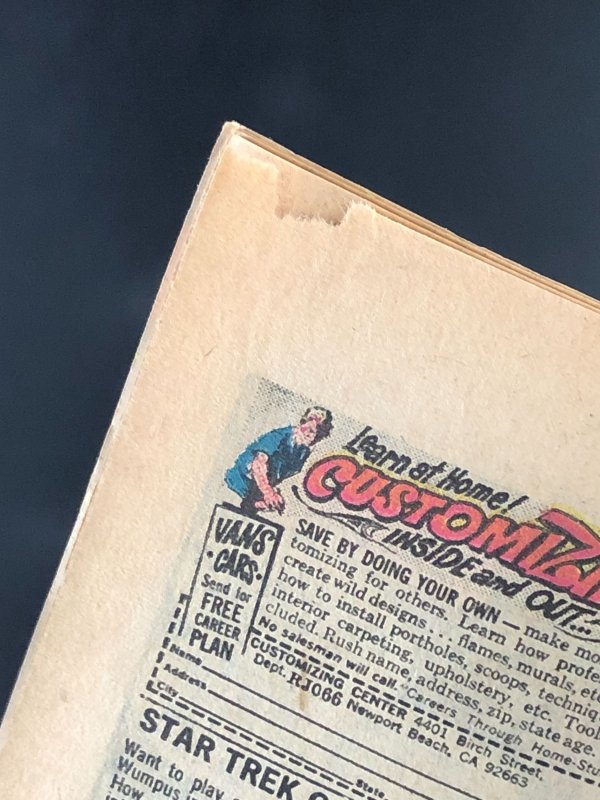 Learn at Home!
CUSTOMIZI
INSIDE and OUT...
VANS
·CARS·
Send for
FREE
CAREER
PLAN
SAVE BY DOING YOUR OWN — make mo
tomizing for others. Learn how profe
create wild designs . . . flames, murals, etc
how to install portholes, scoops, techniq
interior carpeting, upholstery, etc. Tool
cluded. Rush name, address, zip, state age.
No salesman will call. "Careers Through Home-Stu
CUSTOMIZING CENTER 4401 Birch Street.
Dept. RJ066 Newport Beach, CA 92663
Name
Address
City State
STAR TREK
Want to play
Wumpus
How